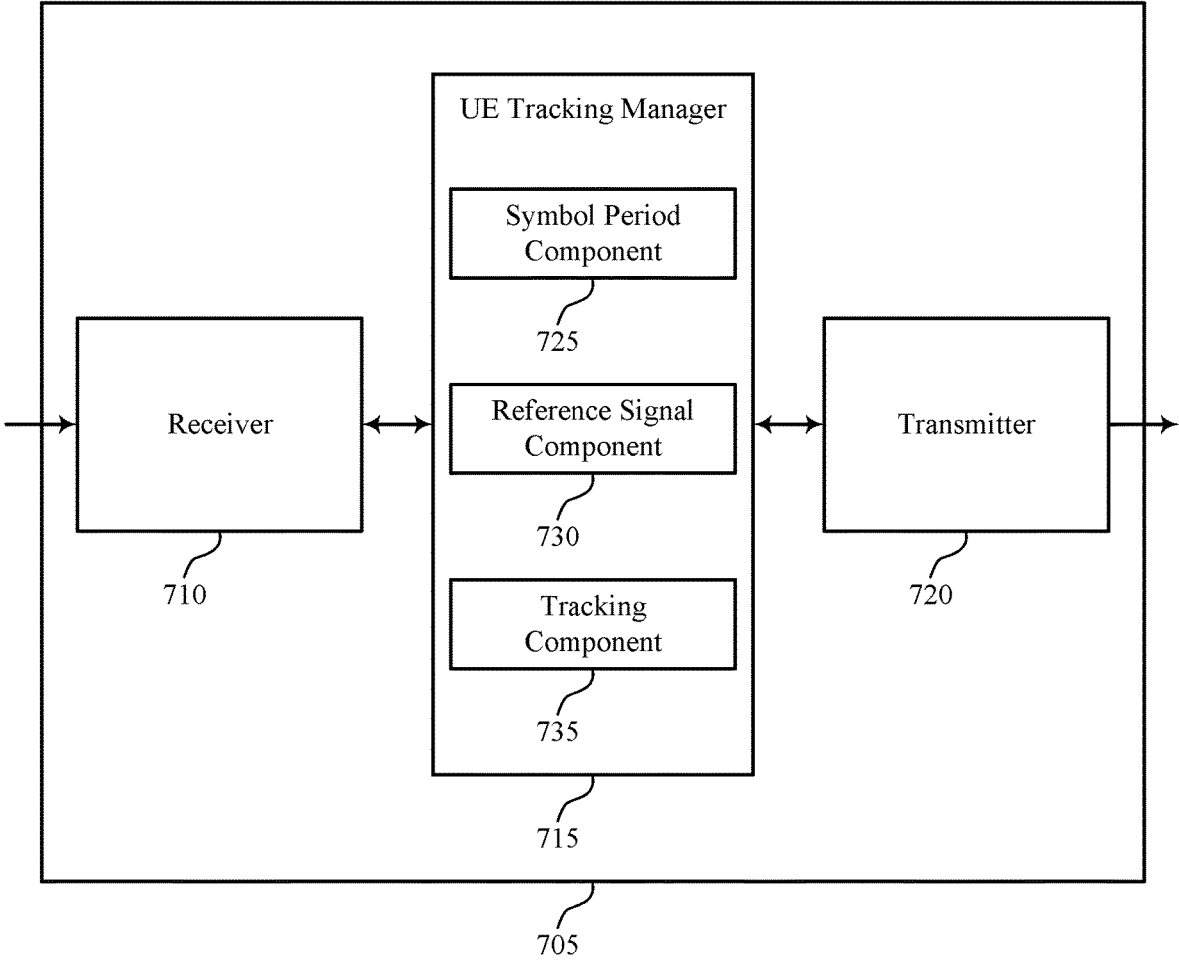 UE Tracking Manager
Symbol Period
Component
725
Receiver
710
Reference Signal
Component
730
Transmitter
720
Tracking
Component
735
715
705